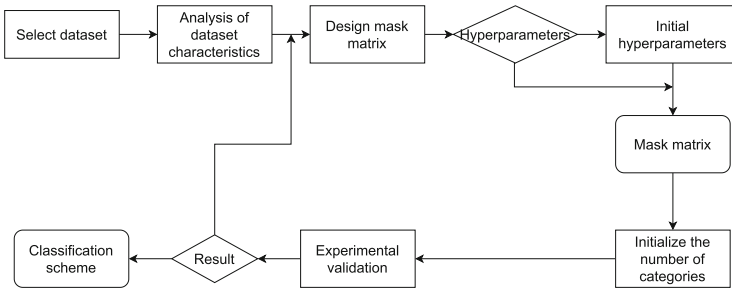 Select dataset
Analysis of
dataset
characteristics
Design mask
matrix
Hyperparameters
Initial
hyperparameters
Mask matrix
Classification
scheme
Result
Experimental
validation
Initialize the
number of
categories